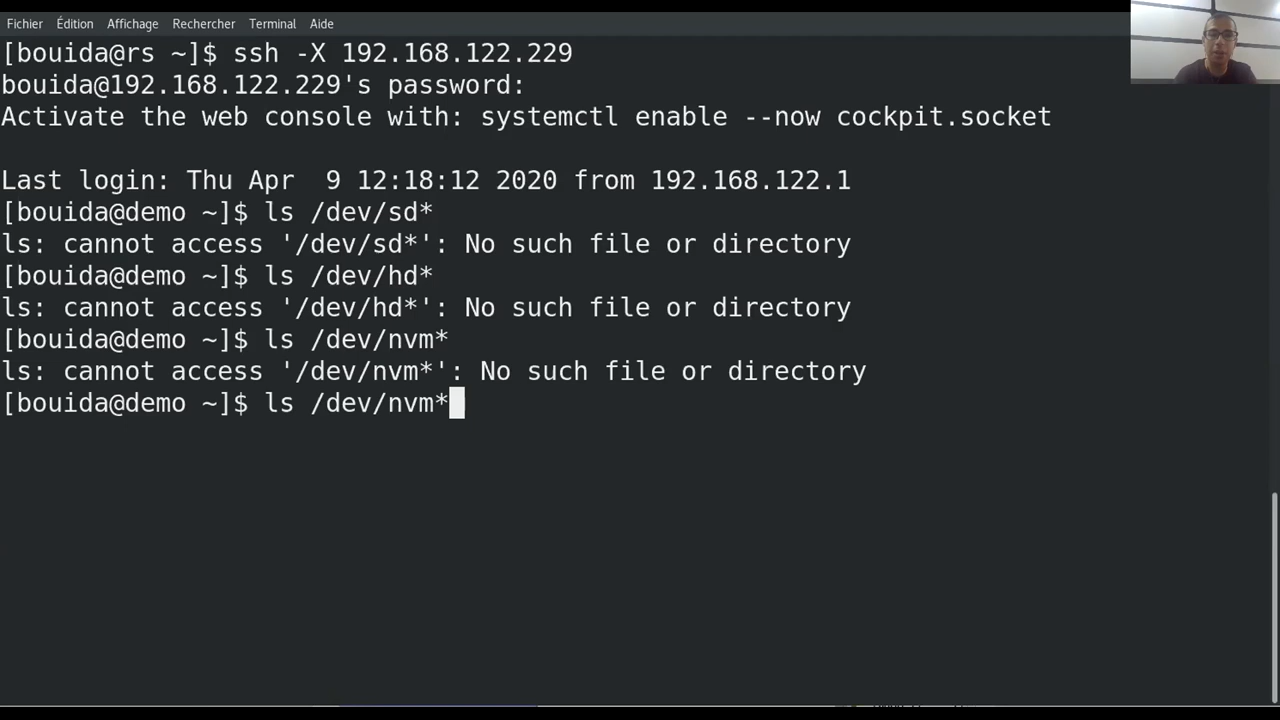 Fichier Édition Affichage Rechercher Terminal Aide
[bouida@rs ~]$ ssh -X 192.168.122.229
bouida@192.168.122.229's password:
Activate the web console with: systemctl enable --now cockpit.socket
Last login: Thu Apr  9 12:18:12 2020 from 192.168.122.1
[bouida@demo ~]$ ls /dev/sd*
ls: cannot access '/dev/sd*': No such file or directory
[bouida@demo ~]$ ls /dev/hd*
ls: cannot access '/dev/hd*': No such file or directory
[bouida@demo ~]$ ls /dev/nvm*
ls: cannot access '/dev/nvm*': No such file or directory
[bouida@demo ~]$ ls /dev/nvm*